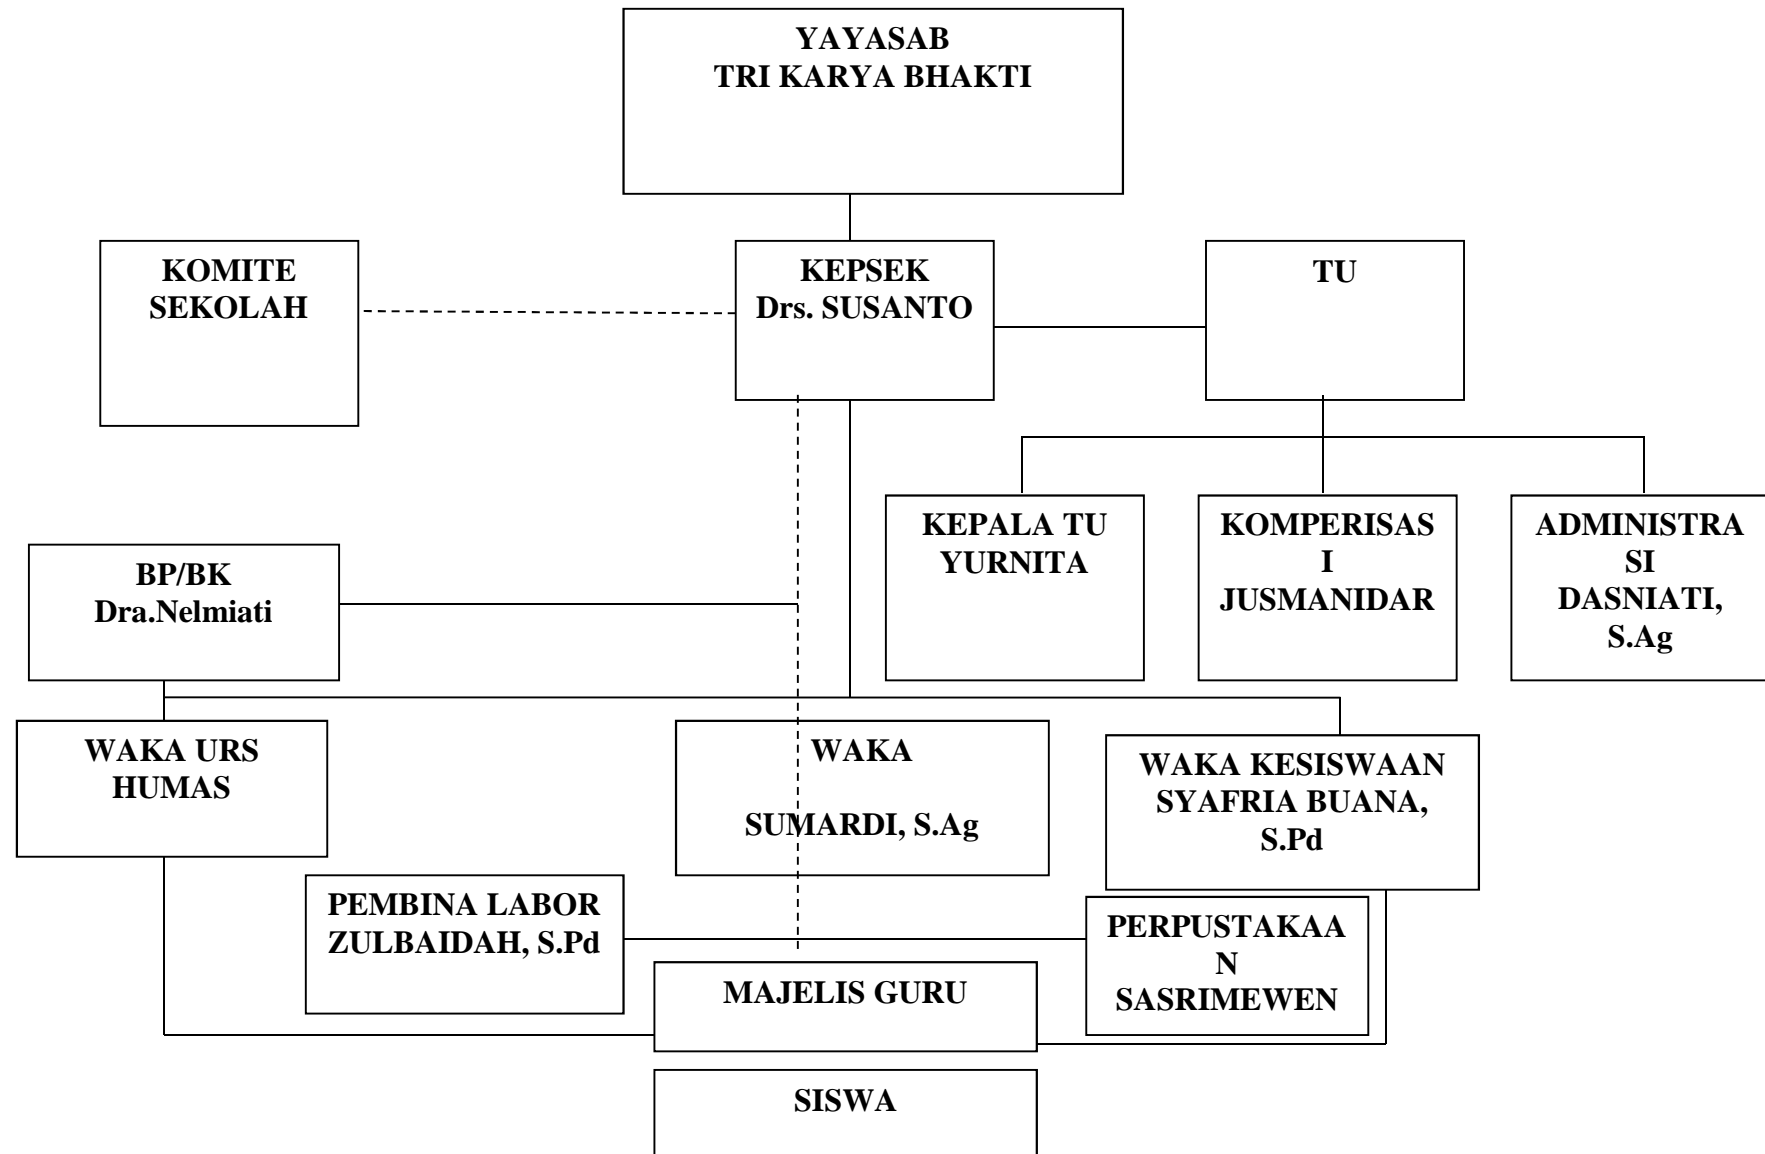 YAYASAB
TRI KARYA BHAKTI
KOMITE
SEKOLAH
KEPSEK
Drs. SUSANTO
TU
KEPALA TU
YURNITA
KOMPERISAS
I
JUSMANIDAR
ADMINISTRA
SI
DASNIATI,
S.Ag
BP/BK
Dra.Nelmiati
WAKA URS
HUMAS
WAKA
SUMARDI, S.Ag
WAKA KESISWAAN
SYAFRIA BUANA,
S.Pd
PEMBINA LABOR
ZULBAIDAH, S.Pd
PERPUSTAKAA
N
SASRIMEWEN
MAJELIS GURU
SISWA